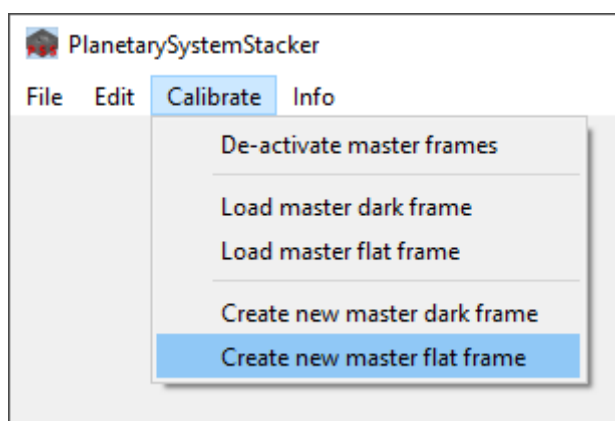 PlanetarySystemStacker
File Edit Calibrate Info
De-activate master frames
Load master dark frame
Load master flat frame
Create new master dark frame
Create new master flat frame